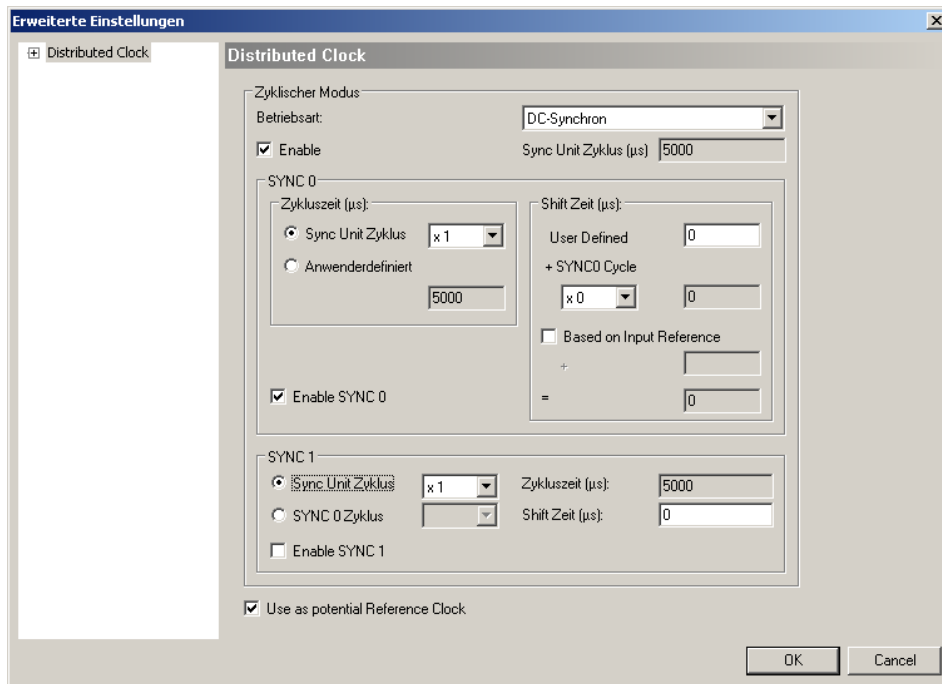 Erweiterte Einstellungen
Distributed Clock
Distributed Clock
Zyklischer Modus
Betriebsart:
DC-Synchron
Enable
Sync Unit Zyklus (µs)
5000
SYNC 0
Zykluszeit (µs):
Sync Unit Zyklus
x 1
Anwenderdefiniert
5000
Enable SYNC 0
Shift Zeit (µs):
User Defined
0
+ SYNC0 Cycle
x 0
0
Based on Input Reference
+
=
0
SYNC 1
Sync Unit Zyklus
x 1
Zykluszeit (µs):
5000
SYNC 0 Zyklus
Shift Zeit (µs):
0
Enable SYNC 1
Use as potential Reference Clock
OK
Cancel